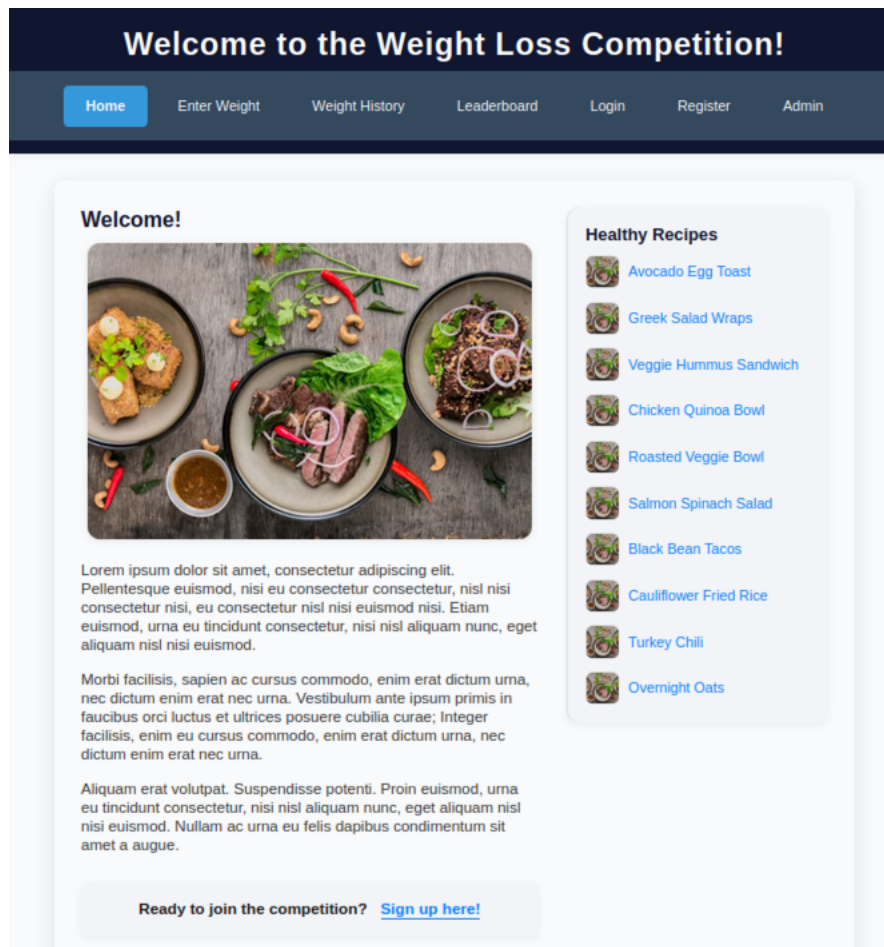 Welcome to the Weight Loss Competition!
Home
Enter Weight
Weight History
Leaderboard
Login
Register
Admin
Welcome!
Lorem ipsum dolor sit amet, consectetur adipiscing elit.
Pellentesque euismod, nisi eu consectetur consectetur, nisl nisi
consectetur nisi, eu consectetur nisl nisi euismod nisi. Etiam
euismod, urna eu tincidunt consectetur, nisi nisl aliquam nunc, eget
aliquam nisl nisi euismod.
Morbi facilisis, sapien ac cursus commodo, enim erat dictum urna,
nec dictum enim erat nec urna. Vestibulum ante ipsum primis in
faucibus orci luctus et ultrices posuere cubilia curae; Integer
facilisis, enim eu cursus commodo, enim erat dictum urna, nec
dictum enim erat nec urna.
Aliquam erat volutpat. Suspendisse potenti. Proin euismod, urna
eu tincidunt consectetur, nisi nisl aliquam nunc, eget aliquam nisl
nisi euismod. Nullam ac urna eu felis dapibus condimentum sit
amet a augue.
Ready to join the competition? Sign up here!
Healthy Recipes
Avocado Egg Toast
Greek Salad Wraps
Veggie Hummus Sandwich
Chicken Quinoa Bowl
Roasted Veggie Bowl
Salmon Spinach Salad
Black Bean Tacos
Cauliflower Fried Rice
Turkey Chili
Overnight Oats